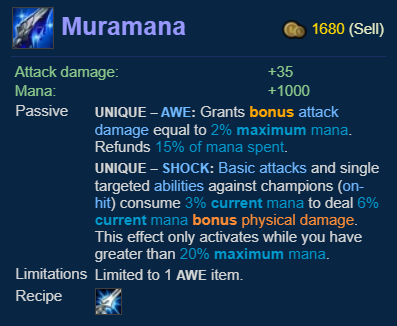 Muramana
1680 (Sell)
Attack damage: +35
Mana: +1000
Passive UNIQUE – AWE: Grants bonus attack
damage equal to 2% maximum mana.
Refunds 15% of mana spent.
UNIQUE – SHOCK: Basic attacks and single
targeted abilities against champions (on-
hit) consume 3% current mana to deal 6%
current mana bonus physical damage.
This effect only activates while you have
greater than 20% maximum mana.
Limitations Limited to 1 AWE item.
Recipe